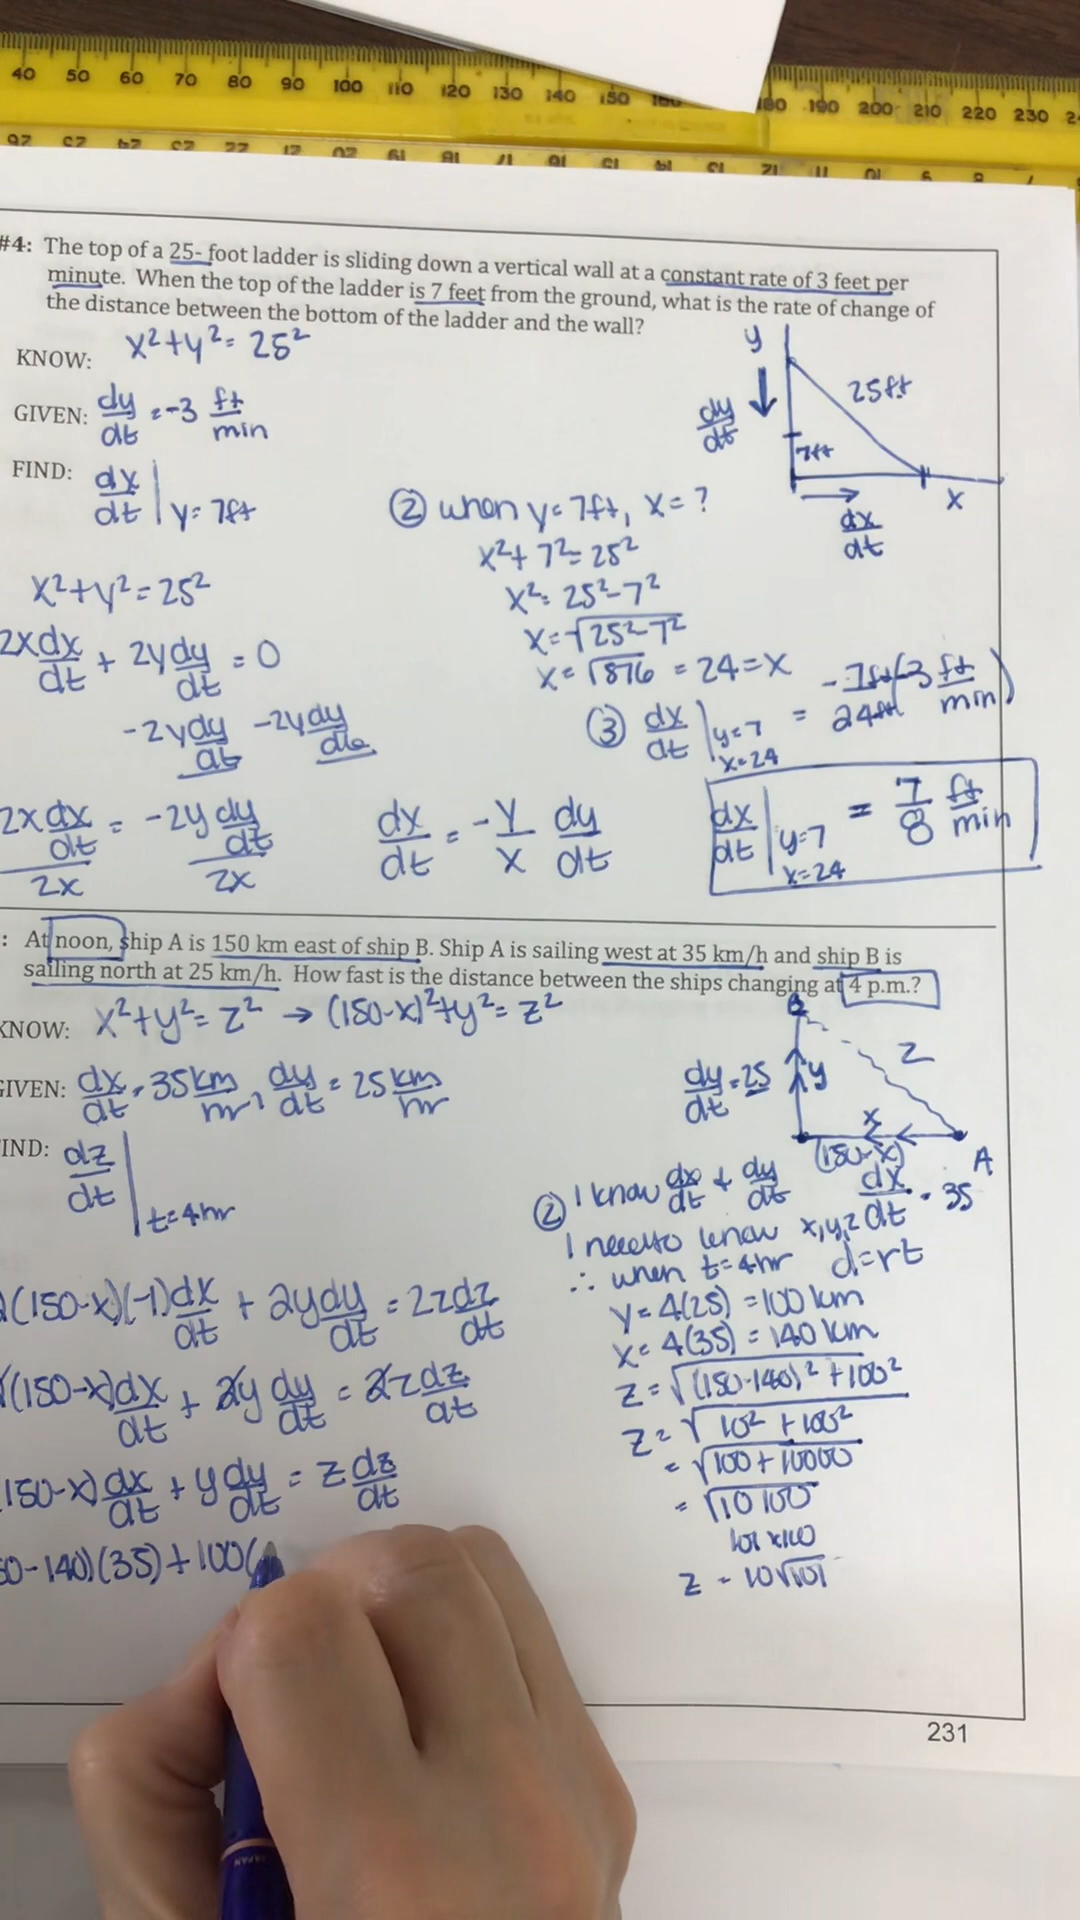 40 50 60 70 80 90 100 110 120 130 140 150 160 180 190 200 210 220 230
#4: The top of a 25- foot ladder is sliding down a vertical wall at a constant rate of 3 feet per
minute. When the top of the ladder is 7 feet from the ground, what is the rate of change of
the distance between the bottom of the ladder and the wall?
KNOW: x²+y²= 25²
GIVEN: dy/dt = -3 ft/min
FIND: dx/dt | y=7ft
y
25ft
dy/dt
7ft
x
dx/dt
② when y=7ft, x=?
x²+7²=25²
x²=25²-7²
x=√25²-7²
x=√876 = 24=x
x²+y²=25²
2x dx/dt + 2y dy/dt = 0
-2y dy/dt -2y dy/dt
2x dx/dt / 2x = -2y dy/dt / 2x
dx/dt = -y/x dy/dt
③ dx/dt | y=7 x=24 = -7ft/24ft (-3 ft/min)
dx/dt | y=7 x=24 = 7/8 ft/min
: At noon, ship A is 150 km east of ship B. Ship A is sailing west at 35 km/h and ship B is
sailing north at 25 km/h. How fast is the distance between the ships changing at 4 p.m.?
KNOW: x²+y²=z² → (150-x)²+y²=z²
GIVEN: dx/dt = 35 km/hr, dy/dt = 25 km/hr
IND: dz/dt | t=4hr
B
z
dy/dt=25
y
x
(150-x)
A
dx/dt = 35
② I know dx/dt + dy/dt
I need to know x,y,z
∴ when t=4hr d=rt
y=4(25) =100km
x=4(35) =140km
z=√(150-140)²+100²
z=√10²+100²
=√100+10000
=√10100
101x100
z = 10√101
(150-x)(-1)dx/dt + 2y dy/dt = 2z dz/dt
(150-x)dx/dt + 2y dy/dt = 2z dz/dt
150-x) dx/dt + y dy/dt = z dz/dt
50-140)(35)+100(
231